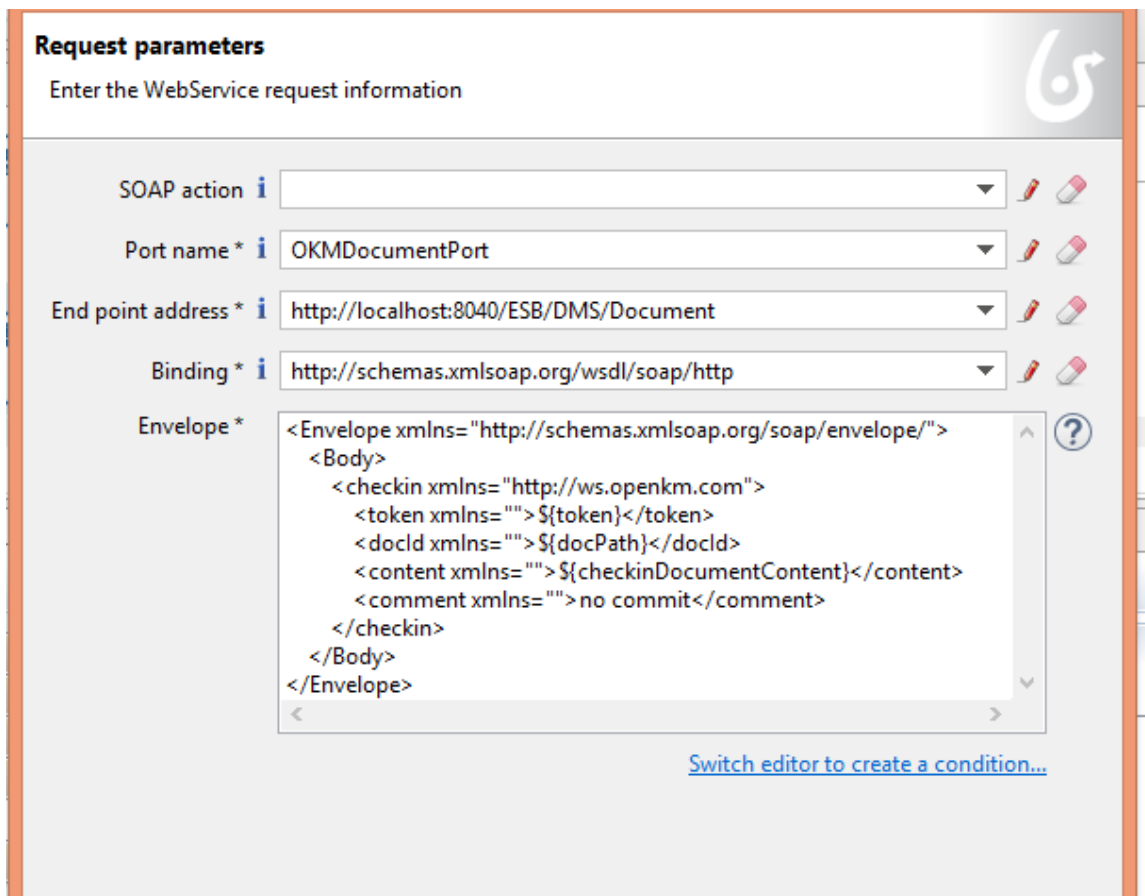 Request parameters
Enter the WebService request information
SOAP action
Port name * OKMDocumentPort
End point address * http://localhost:8040/ESB/DMS/Document
Binding * http://schemas.xmlsoap.org/wsdl/soap/http
Envelope *
<Envelope xmlns="http://schemas.xmlsoap.org/soap/envelope/">
<Body>
<checkin xmlns="http://ws.openkm.com">
<token xmlns="">${token}</token>
<docId xmlns="">${docPath}</docId>
<content xmlns="">${checkinDocumentContent}</content>
<comment xmlns="">no commit</comment>
</checkin>
</Body>
</Envelope>
Switch editor to create a condition...